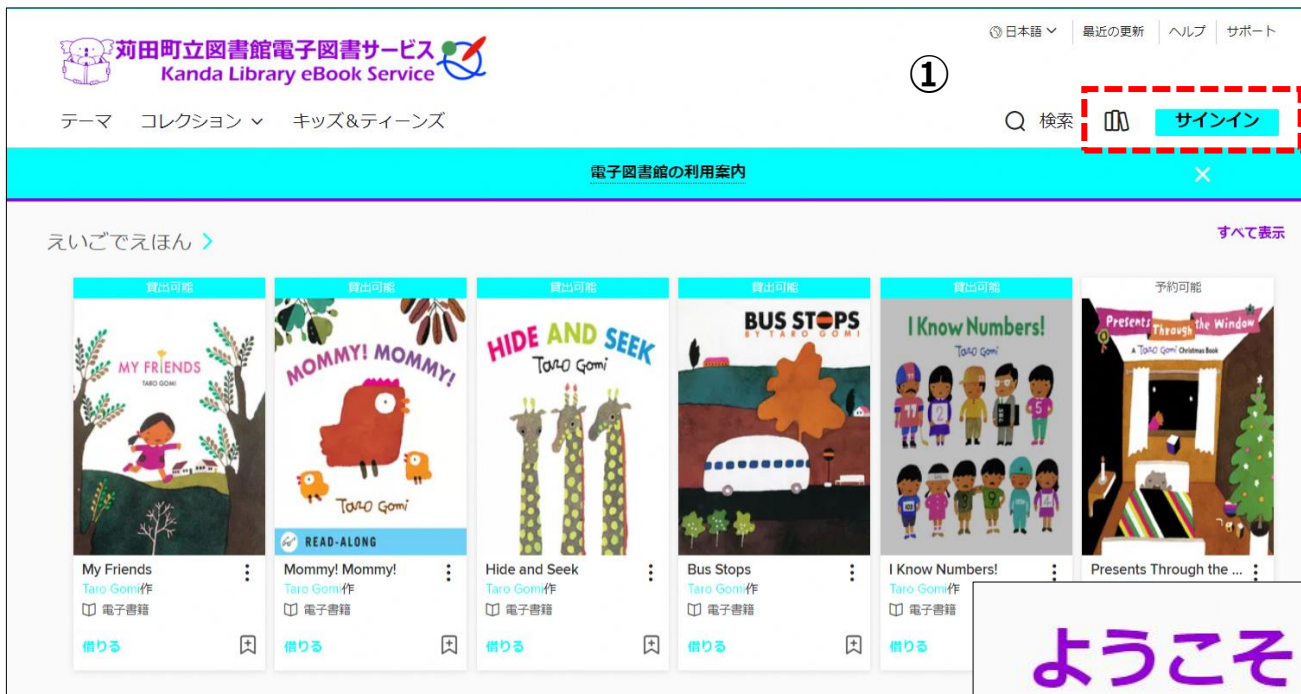 苅田町立図書館電子図書サービス
Kanda Library eBook Service
日本語 最近の更新 ヘルプ サポート
①
テーマ コレクション キッズ&ティーンズ 検索 サインイン
電子図書館の利用案内
えいごでえほん すべて表示
貸出可能 貸出可能 貸出可能 貸出可能 貸出可能 予約可能
MY FRIENDS
TARO GOMI
MOMMY! MOMMY!
Taro Gomi
READ-ALONG
HIDE AND SEEK
Taro Gomi
BUS STOPS
BY TARO GOMI
I Know Numbers!
Taro Gomi
Presents Through the Window
A Taro Gomi Christmas Book
My Friends
Taro Gomi作
電子書籍
借りる
Mommy! Mommy!
Taro Gomi作
電子書籍
借りる
Hide and Seek
Taro Gomi作
電子書籍
借りる
Bus Stops
Taro Gomi作
電子書籍
借りる
I Know Numbers!
Taro Gomi作
電子書籍
借りる
Presents Through the ...
ようこそ